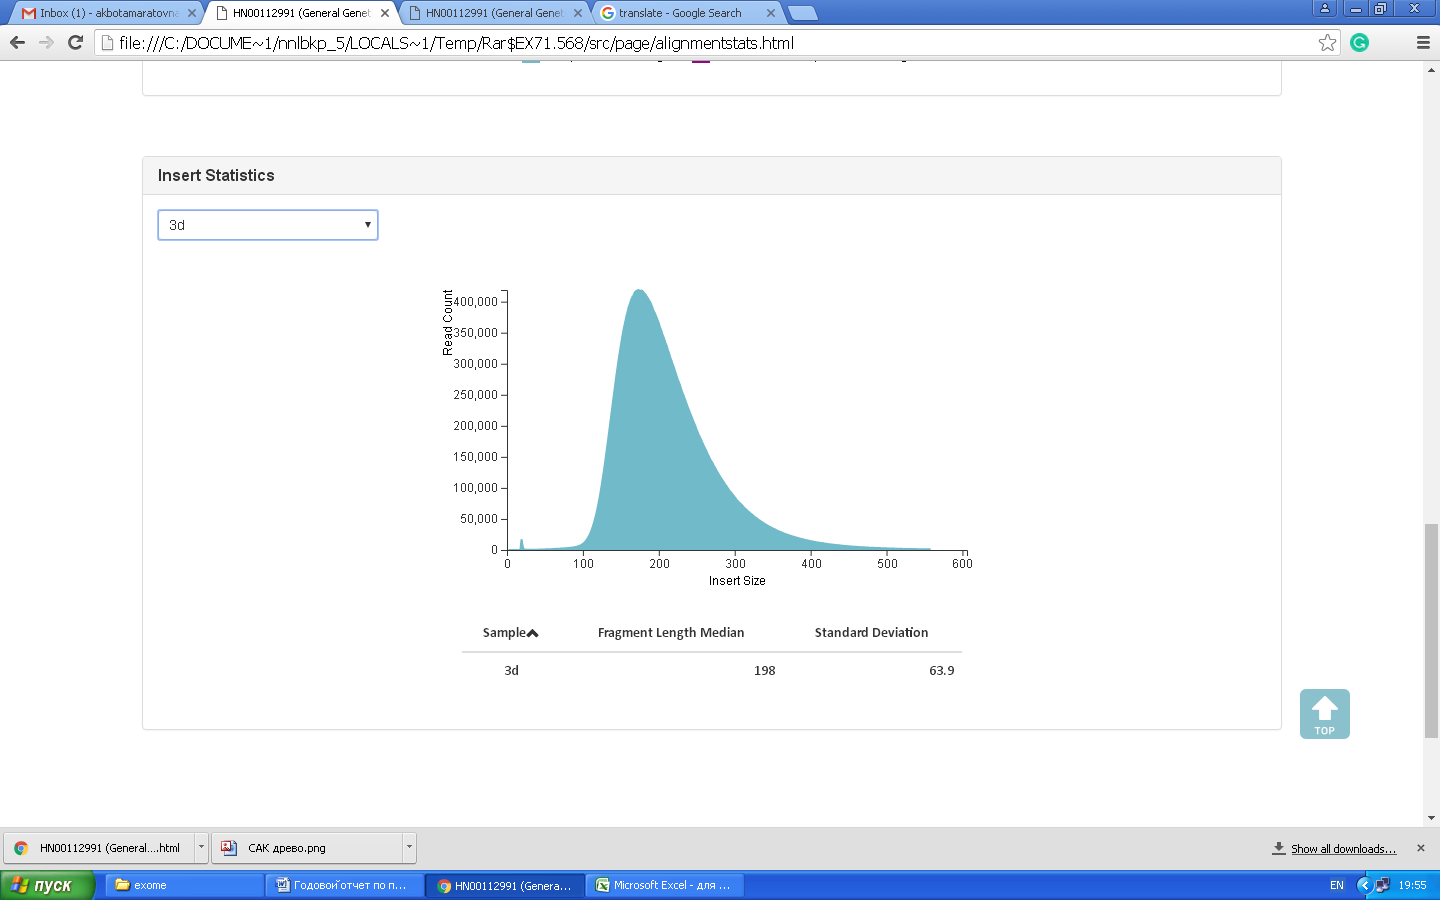 Inbox (1) - akbotamaratovna
HN00112991 (General Genet
HN00112991 (General Genet
translate - Google Search
file:///C:/DOCUME~1/nnlbkp_5/LOCALS~1/Temp/Rar$EX71.568/src/page/alignmentstats.html
Insert Statistics
3d
Read Count
400,000
350,000
300,000
250,000
200,000
150,000
100,000
50,000
0
0 100 200 300 400 500 600
Insert Size
Sample Fragment Length Median Standard Deviation
3d 198 63.9
TOP
HN00112991 (General....html
САК древо.png
Show all downloads...
пуск
exome
Годовой отчет по п...
HN00112991 (Genera...
Microsoft Excel - для ...
EN
19:55